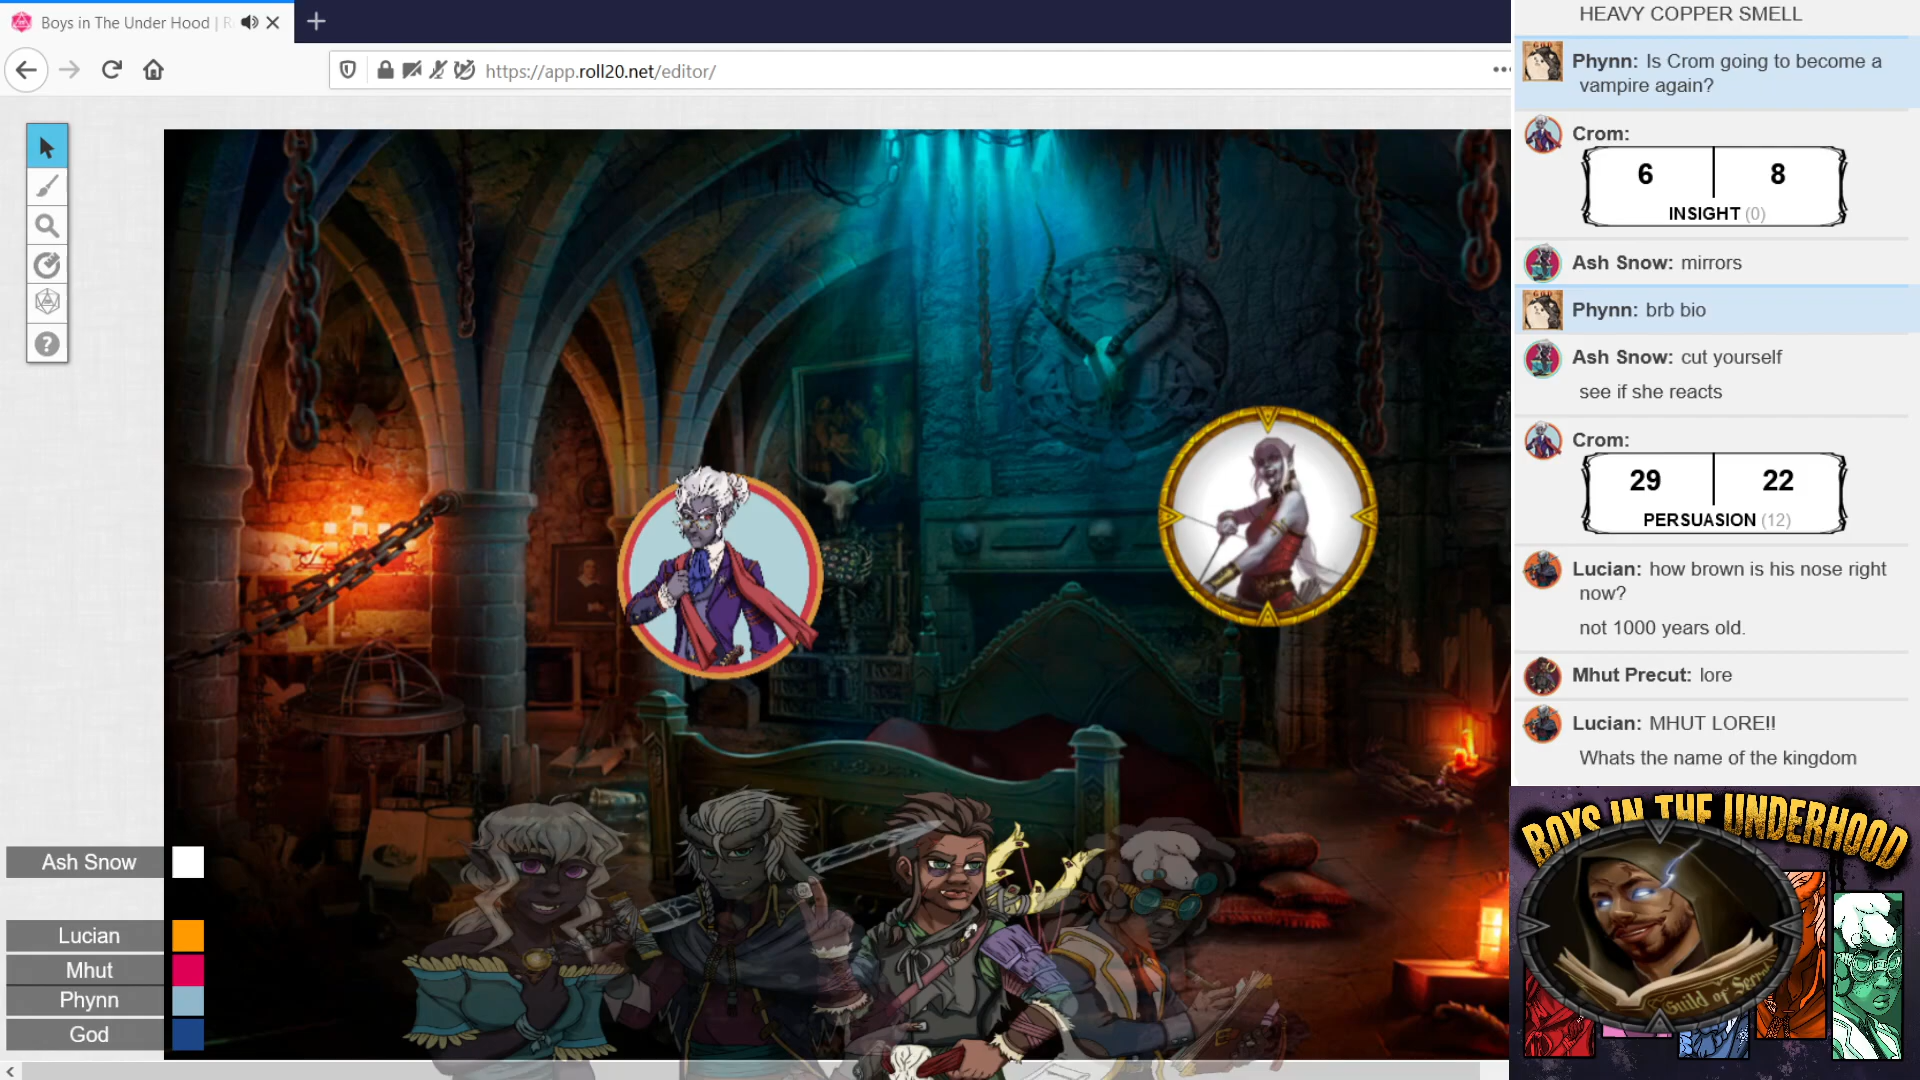 Boys in The Under Hood | R
https://app.roll20.net/editor/
HEAVY COPPER SMELL
Phynn: Is Crom going to become a
vampire again?
Crom:
6 8
INSIGHT (0)
Ash Snow: mirrors
Phynn: brb bio
Ash Snow: cut yourself
see if she reacts
Crom:
29 22
PERSUASION (12)
Lucian: how brown is his nose right
now?
not 1000 years old.
Mhut Precut: lore
Lucian: MHUT LORE!!
Whats the name of the kingdom
Ash Snow
Lucian
Mhut
Phynn
God
BOYS IN THE UNDERHOOD
Guild of Scrolls